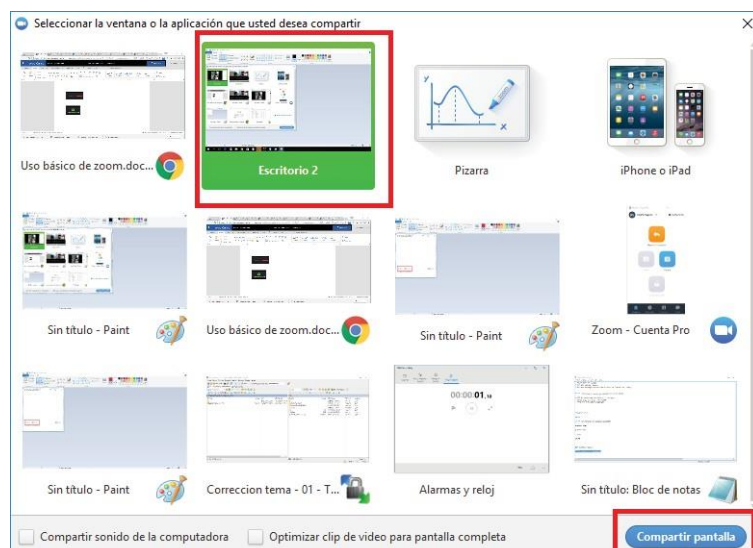 Seleccionar la ventana o la aplicación que usted desea compartir
Uso básico de zoom.doc...
Escritorio 2
Pizarra
iPhone o iPad
Sin título - Paint
Uso básico de zoom.doc...
Sin título - Paint
Zoom - Cuenta Pro
Sin título - Paint
Correccion tema - 01 - T...
Alarmas y reloj
Sin título: Bloc de notas
Compartir sonido de la computadora
Optimizar clip de video para pantalla completa
Compartir pantalla